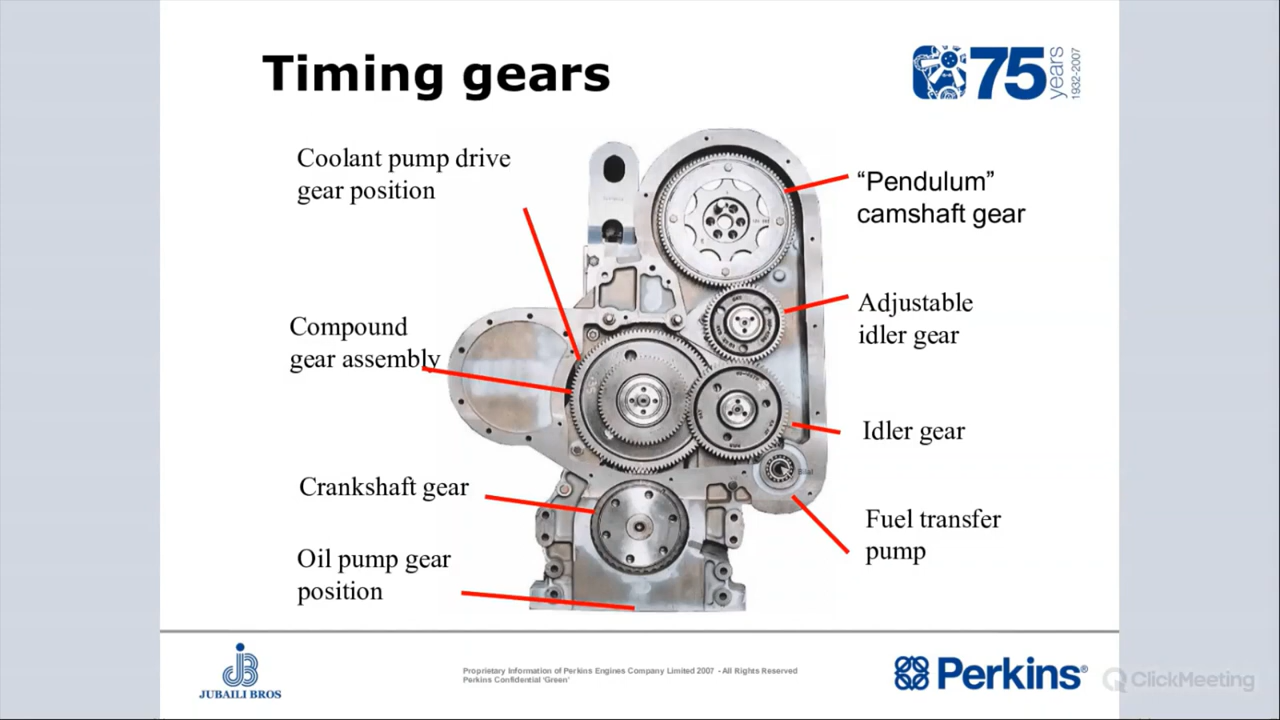 Timing gears
75 years
1932-2007
Coolant pump drive
gear position
“Pendulum”
camshaft gear
Adjustable
idler gear
Compound
gear assembly
Idler gear
Crankshaft gear
Fuel transfer
pump
Oil pump gear
position
JUBAILI BROS
Proprietary Information of Perkins Engines Company Limited 2007 - All Rights Reserved
Perkins Confidential ‘Green’
Perkins®
ClickMeeting